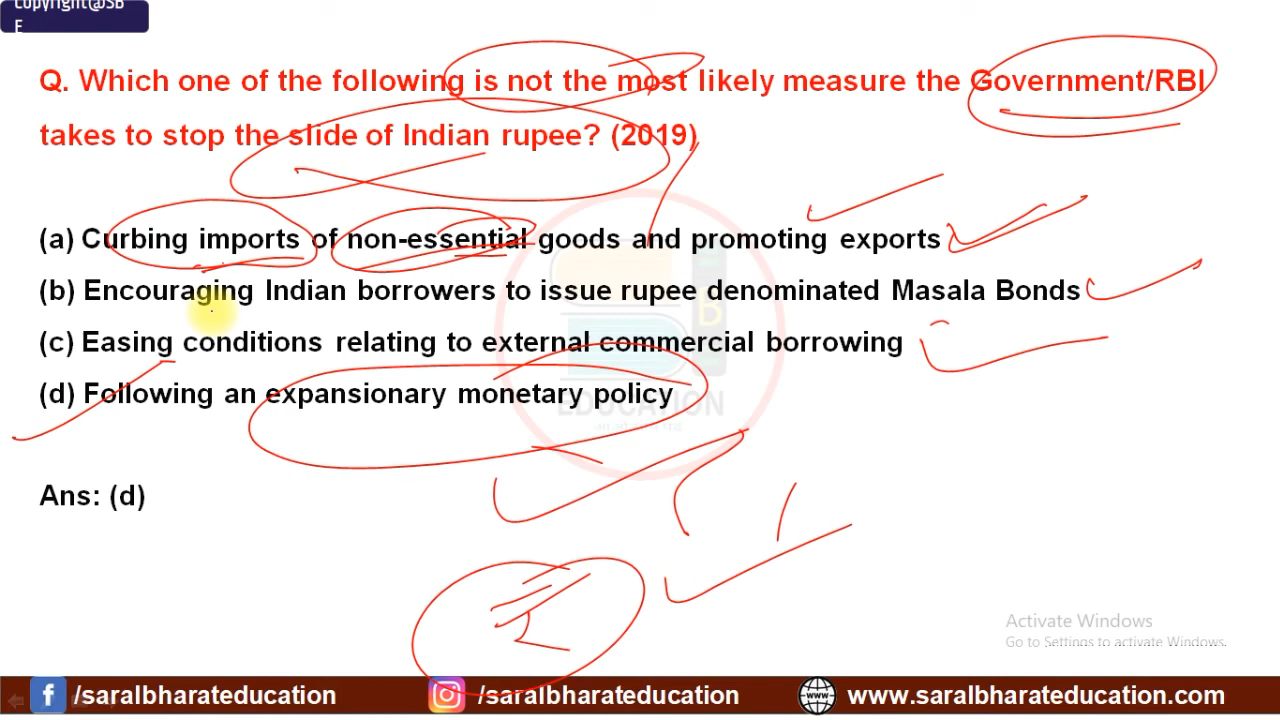 Copyright@SB
E
Q. Which one of the following is not the most likely measure the Government/RBI
takes to stop the slide of Indian rupee? (2019)
(a) Curbing imports of non-essential goods and promoting exports
(b) Encouraging Indian borrowers to issue rupee denominated Masala Bonds
(c) Easing conditions relating to external commercial borrowing
(d) Following an expansionary monetary policy
EDUCATION
Ans: (d)
₹
Activate Windows
Go to Settings to activate Windows.
/saralbharateducation
/saralbharateducation
www.saralbharateducation.com